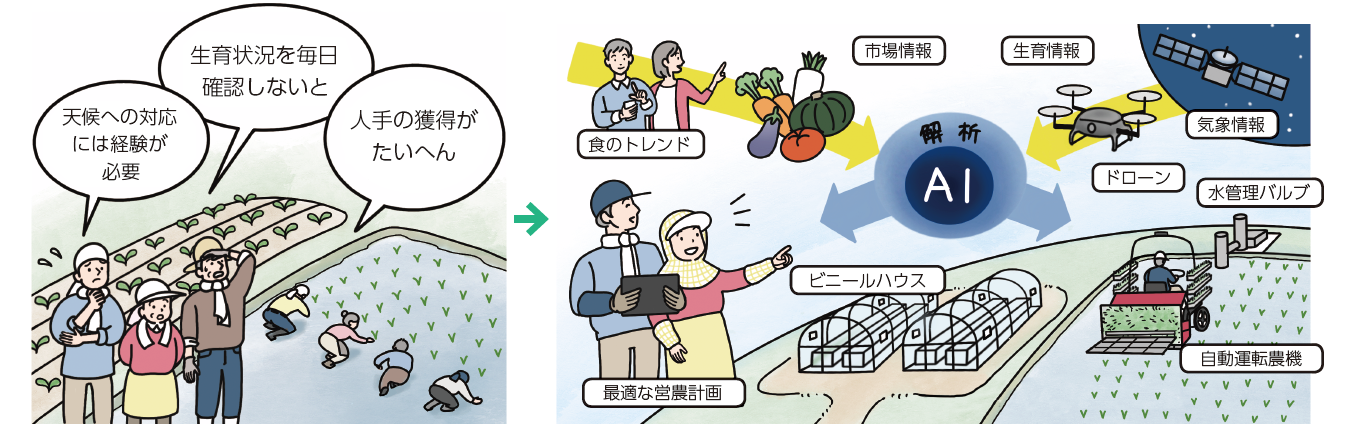 生育状況を毎日
確認しないと
天候への対応
には経験が
必要
人手の獲得が
たいへん
市場情報
生育情報
気象情報
食のトレンド
解析
AI
ドローン
水管理バルブ
ビニールハウス
自動運転農機
最適な営農計画